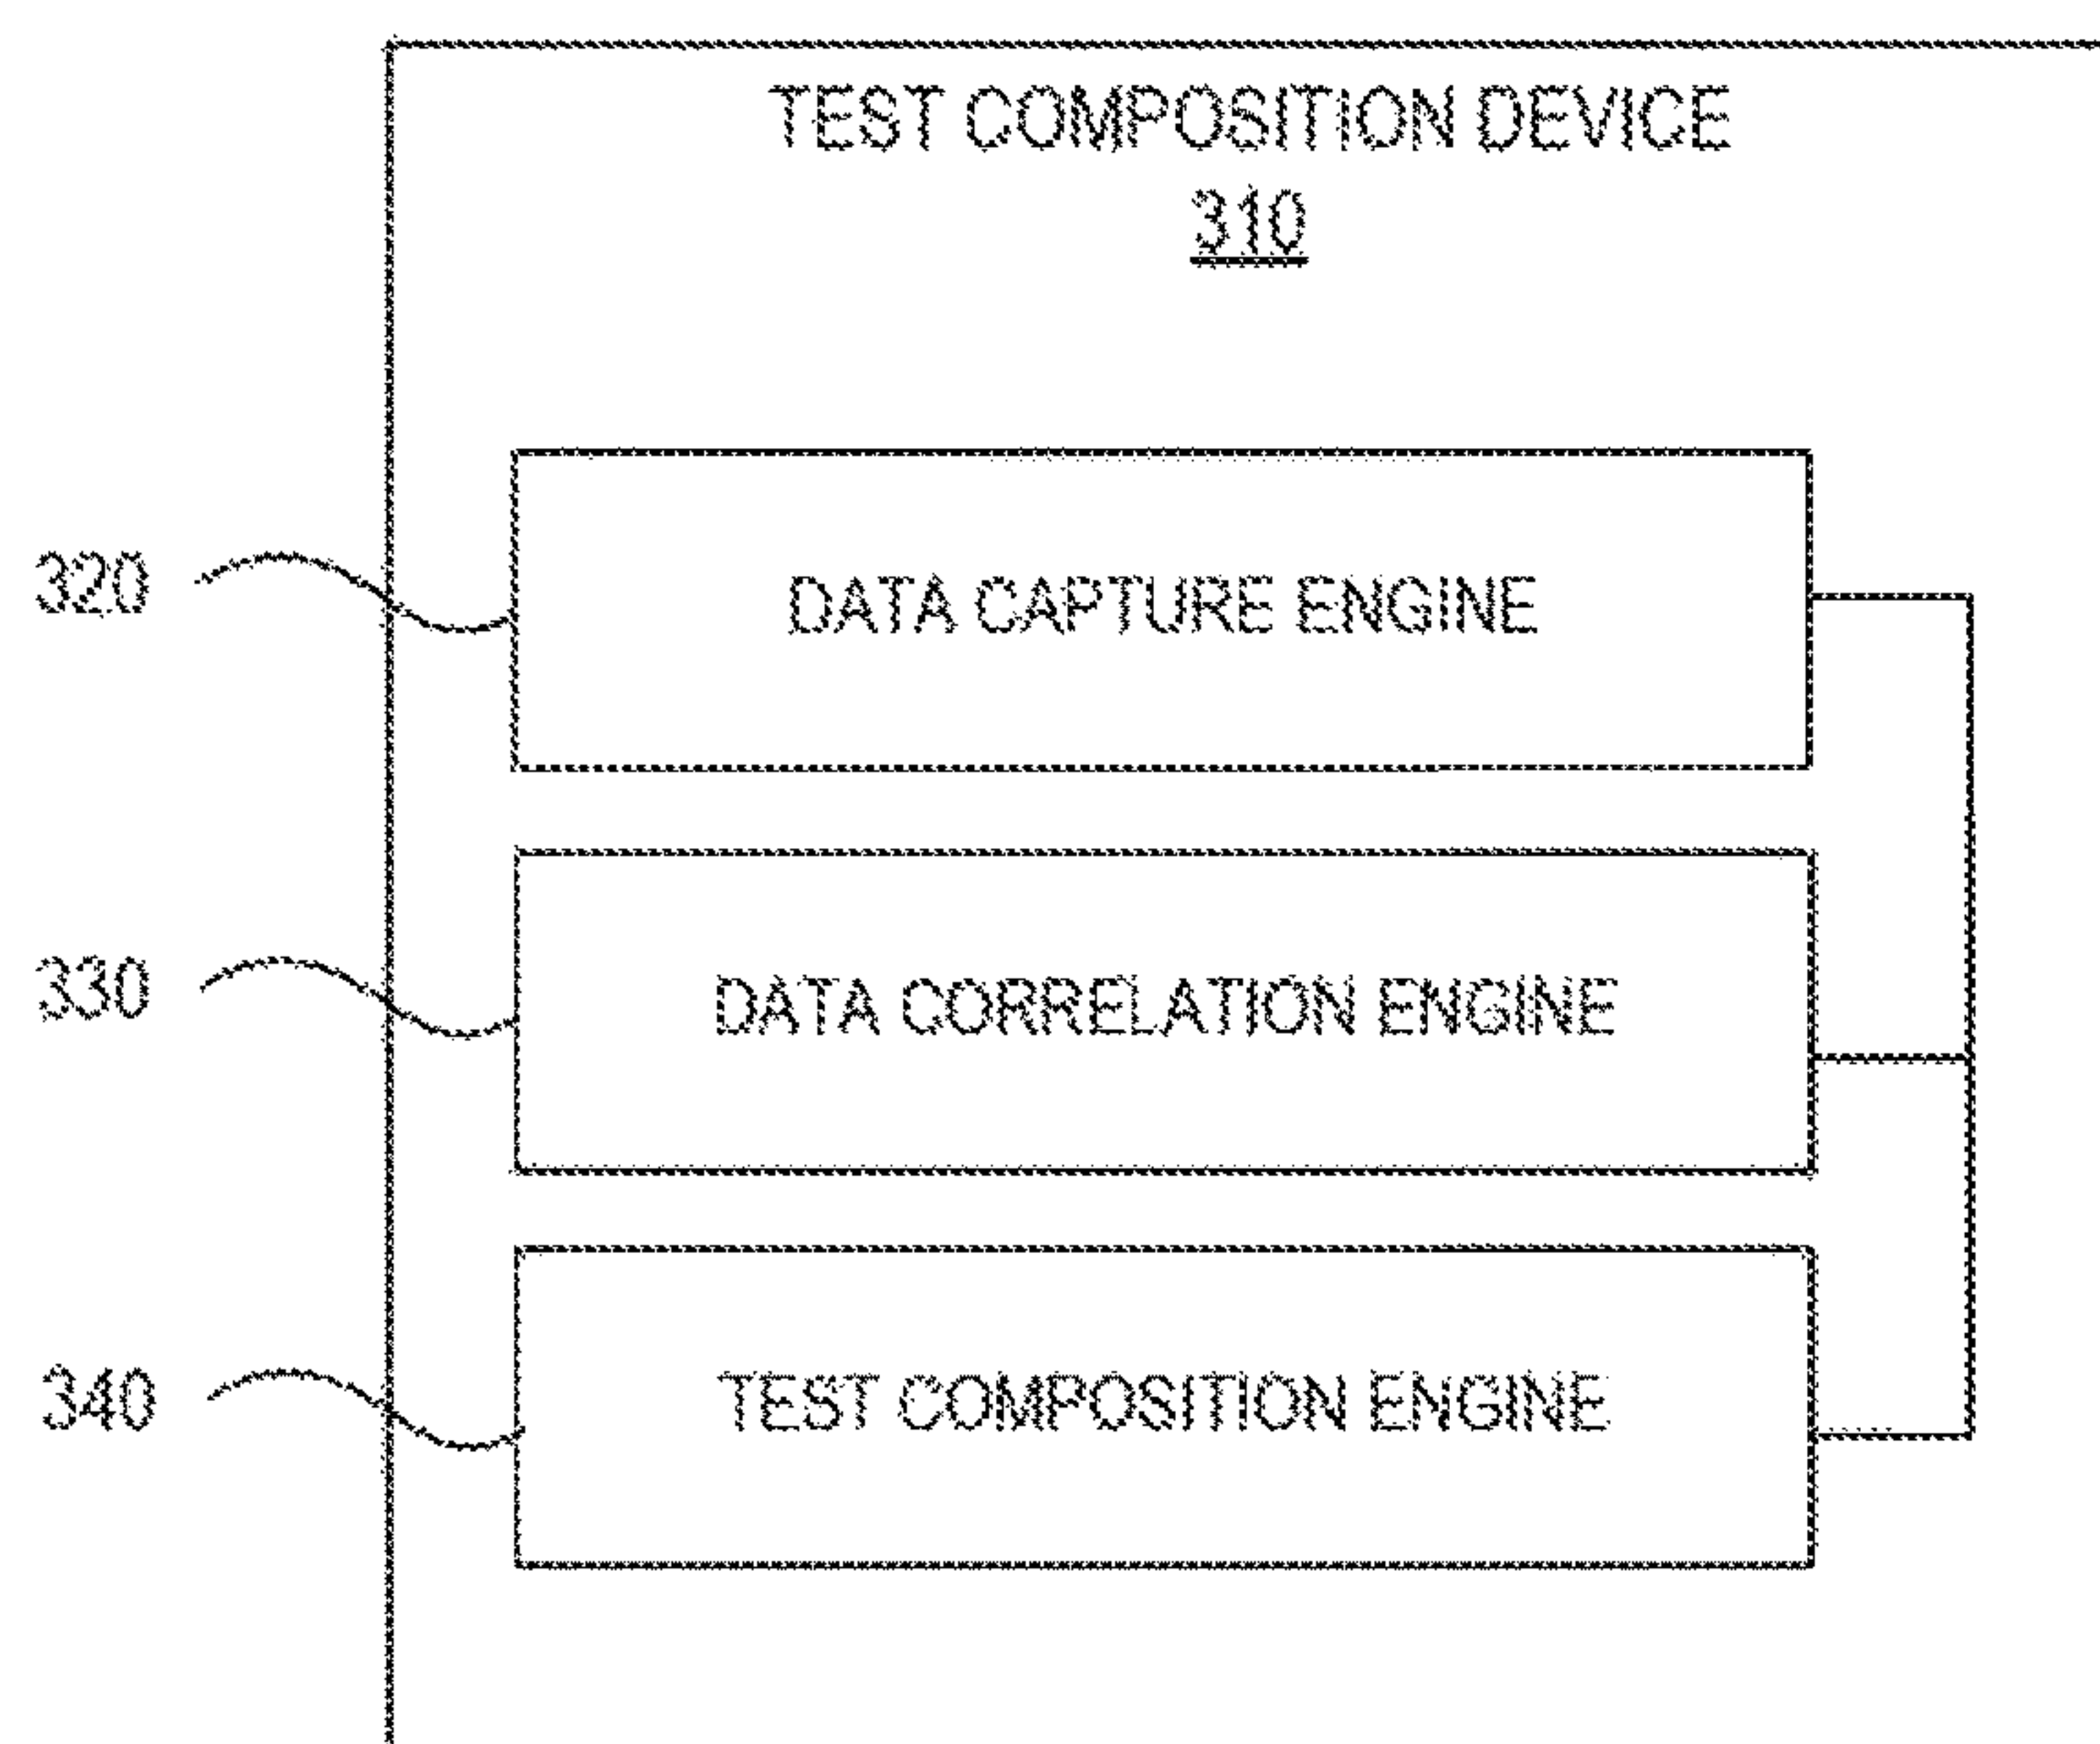 TEST COMPOSITION DEVICE
310
320
DATA CAPTURE ENGINE
330
DATA CORRELATION ENGINE
340
TEST COMPOSITION ENGINE